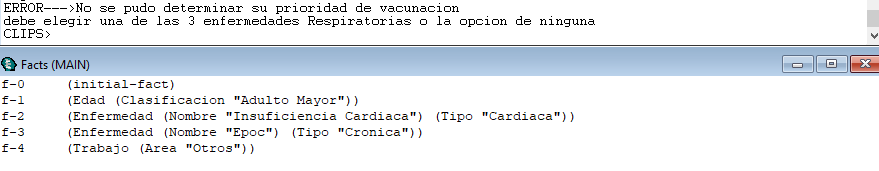 ERROR--->No se pudo determinar su prioridad de vacunacion
debe elegir una de las 3 enfermedades Respiratorias o la opcion de ninguna
CLIPS>
Facts (MAIN)
f-0 (initial-fact)
f-1 (Edad (Clasificacion "Adulto Mayor"))
f-2 (Enfermedad (Nombre "Insuficiencia Cardiaca") (Tipo "Cardiaca"))
f-3 (Enfermedad (Nombre "Epoc") (Tipo "Cronica"))
f-4 (Trabajo (Area "Otros"))